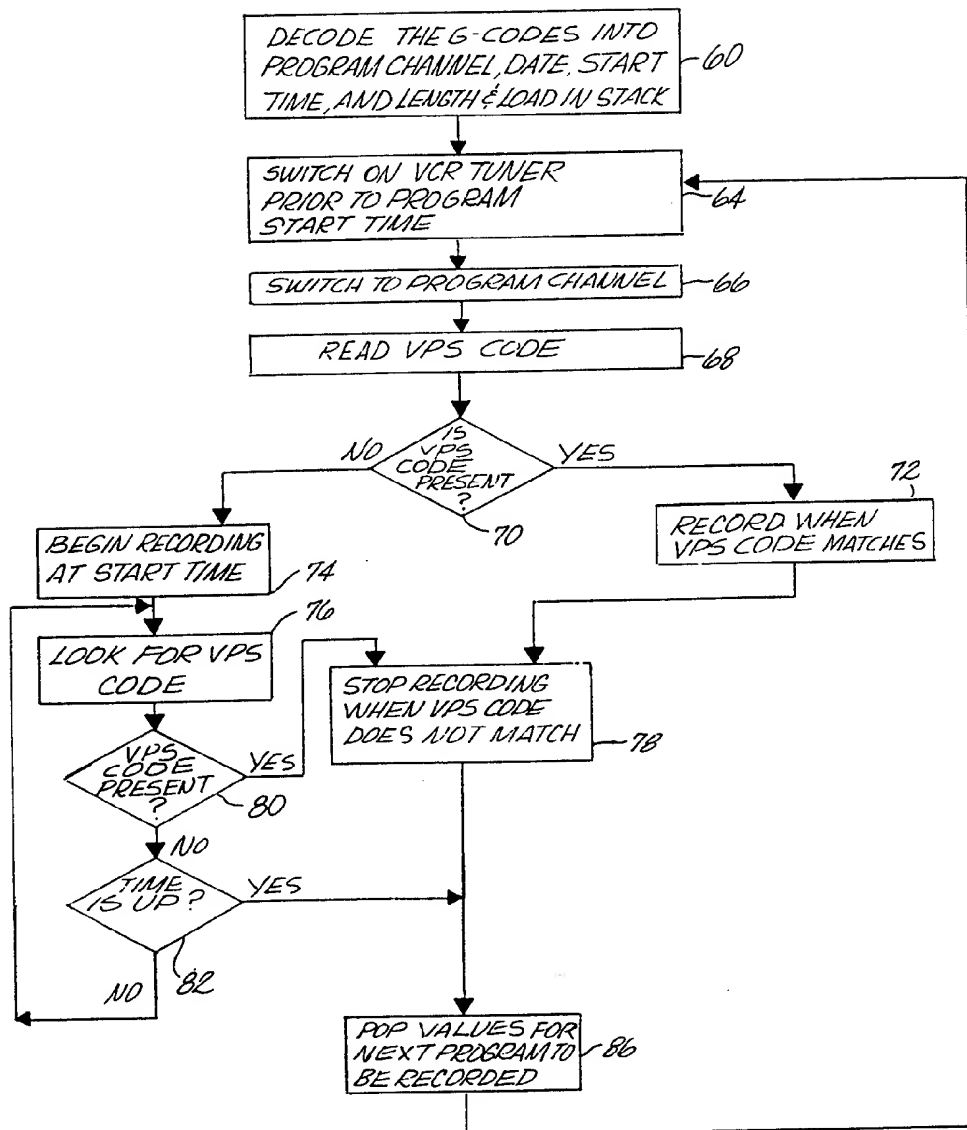 DECODE THE G-CODES INTO
PROGRAM CHANNEL, DATE, START
TIME, AND LENGTH & LOAD IN STACK
60
SWITCH ON VCR TUNER
PRIOR TO PROGRAM
START TIME
64
SWITCH TO PROGRAM CHANNEL
66
READ VPS CODE
68
IS
VPS
CODE
PRESENT
?
70
NO
YES
72
RECORD WHEN
VPS CODE MATCHES
BEGIN RECORDING
AT START TIME
74
76
LOOK FOR VPS
CODE
STOP RECORDING
WHEN VPS CODE
DOES NOT MATCH
78
VPS
CODE
PRESENT
?
YES
80
NO
TIME
IS UP?
YES
82
NO
POP VALUES FOR
NEXT PROGRAM TO
BE RECORDED
86